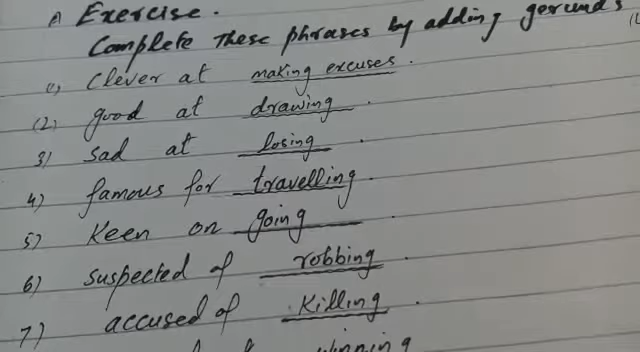 A Exercise.
Complete These phrases by adding gerunds
1) Clever at making excuses.
(2) good at drawing.
3) Sad at losing.
4) famous for travelling.
5) Keen on going.
6) suspected of robbing.
7) accused of Killing.
winning